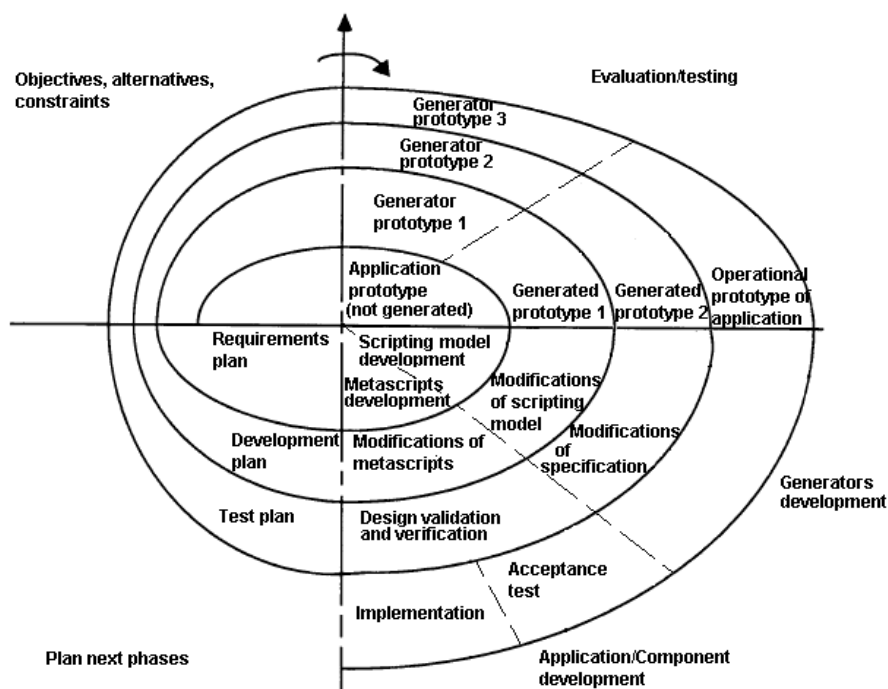 Objectives, alternatives,
constraints
Evaluation/testing
Generator
prototype 3
Generator
prototype 2
Generator
prototype 1
Application
prototype
(not generated)
Generated
prototype 1
Generated
prototype 2
Operational
prototype of
application
Requirements
plan
Scripting model
development
Metascripts
development
Modifications
of scripting
model
Development
plan
Modifications of
metascripts
Modifications
of
specification
Generators
development
Test plan
Design validation
and verification
Acceptance
test
Implementation
Plan next phases
Application/Component
development